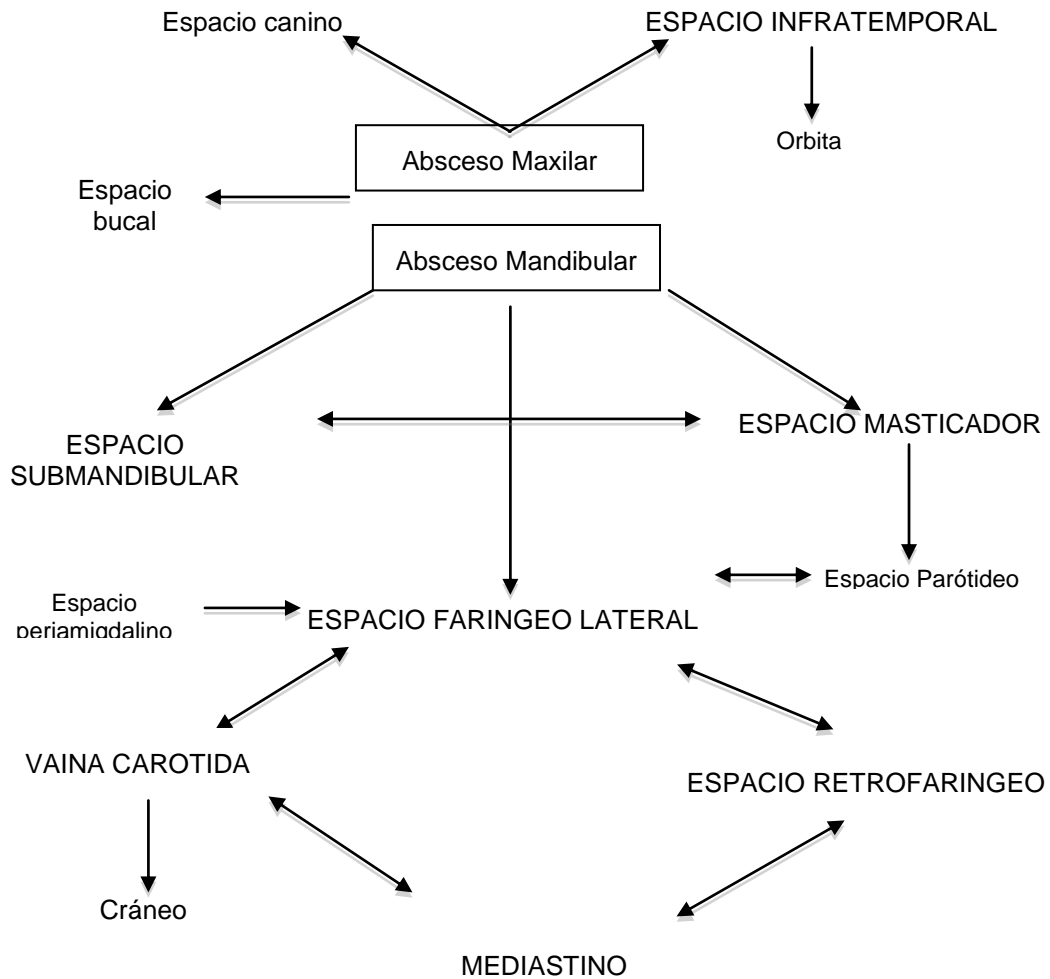 Espacio canino
ESPACIO INFRATEMPORAL
Orbita
Absceso Maxilar
Espacio
bucal
Absceso Mandibular
ESPACIO
SUBMANDIBULAR
ESPACIO MASTICADOR
Espacio Parótideo
Espacio
periamigdalino
ESPACIO FARINGEO LATERAL
VAINA CAROTIDA
ESPACIO RETROFARINGEO
Cráneo
MEDIASTINO